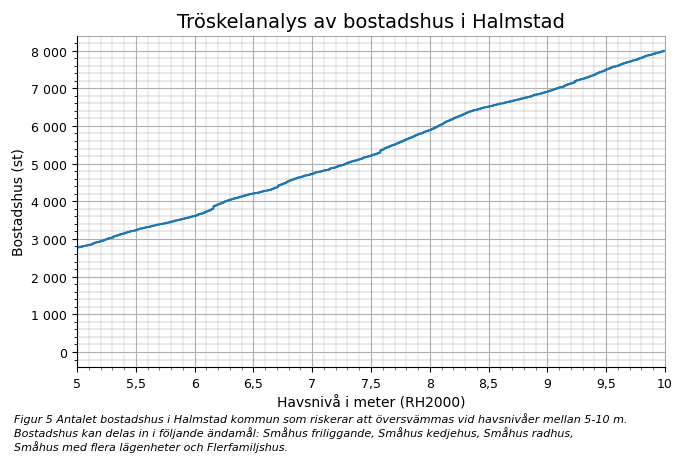 Tröskelanalys av bostadshus i Halmstad
Bostadshus (st)
8 000
7 000
6 000
5 000
4 000
3 000
2 000
1 000
0
5 5,5 6 6,5 7 7,5 8 8,5 9 9,5 10
Havsnivå i meter (RH2000)
Figur 5 Antalet bostadshus i Halmstad kommun som riskerar att översvämmas vid havsnivåer mellan 5-10 m.
Bostadshus kan delas in i följande ändamål: Småhus friliggande, Småhus kedjehus, Småhus radhus,
Småhus med flera lägenheter och Flerfamiljshus.